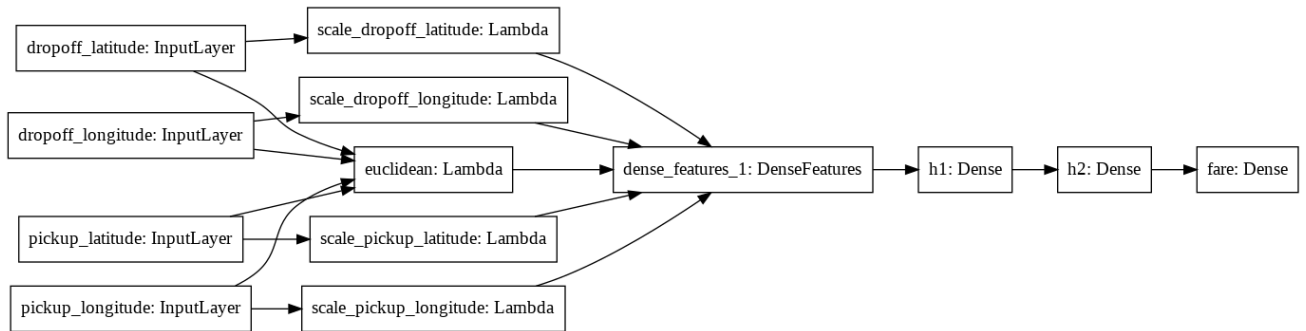 dropoff_latitude: InputLayer
scale_dropoff_latitude: Lambda
scale_dropoff_longitude: Lambda
dropoff_longitude: InputLayer
euclidean: Lambda
dense_features_1: DenseFeatures
h1: Dense
h2: Dense
fare: Dense
pickup_latitude: InputLayer
scale_pickup_latitude: Lambda
pickup_longitude: InputLayer
scale_pickup_longitude: Lambda